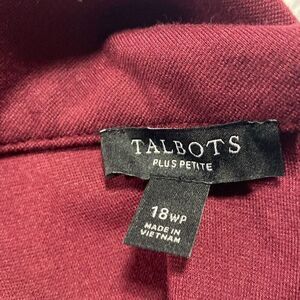 TALBOTS
PLUS PETITE
18WP
MADE IN
VIETNAM